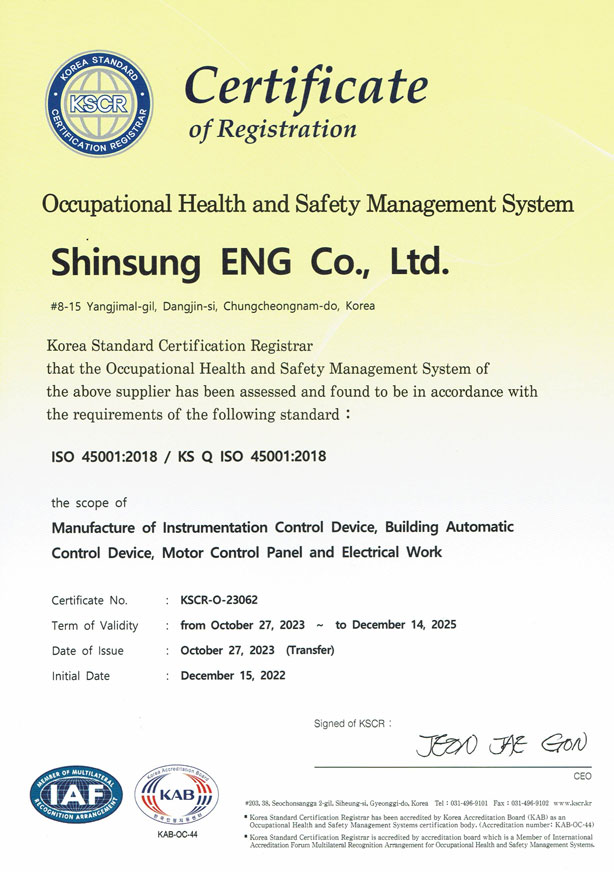 KOREA STANDARD
KSCR
CERTIFICATION REGISTRAR
Certificate
of Registration
Occupational Health and Safety Management System
Shinsung ENG Co., Ltd.
#8-15 Yangjimal-gil, Dangjin-si, Chungcheongnam-do, Korea
Korea Standard Certification Registrar
that the Occupational Health and Safety Management System of
the above supplier has been assessed and found to be in accordance with
the requirements of the following standard :
ISO 45001:2018 / KS Q ISO 45001:2018
the scope of
Manufacture of Instrumentation Control Device, Building Automatic
Control Device, Motor Control Panel and Electrical Work
Certificate No. : KSCR-O-23062
Term of Validity : from October 27, 2023 ~ to December 14, 2025
Date of Issue : October 27, 2023 (Transfer)
Initial Date : December 15, 2022
Signed of KSCR :
JEON JAE GON
CEO
MEMBER OF MULTILATERAL
IAF
RECOGNITION ARRANGEMENT
Korea Accreditation Board
KAB
한국인정지원센터
KAB-OC-44
#203, 38, Seochonsangga 2-gil, Siheung-si, Gyeonggi-do, Korea Tel : 031-496-9101 Fax : 031-496-9102 www.kscr.kr
* Korea Standard Certification Registrar has been accredited by Korea Accreditation Board (KAB) as an
Occupational Health and Safety Management Systems certification body. (Accreditation number: KAB-OC-44)
* Korea Standard Certification Registrar is accredited by accreditation board which is a Member of International
Accreditation Forum Multilateral Recognition Arrangement for Occupational Health and Safety Management Systems.